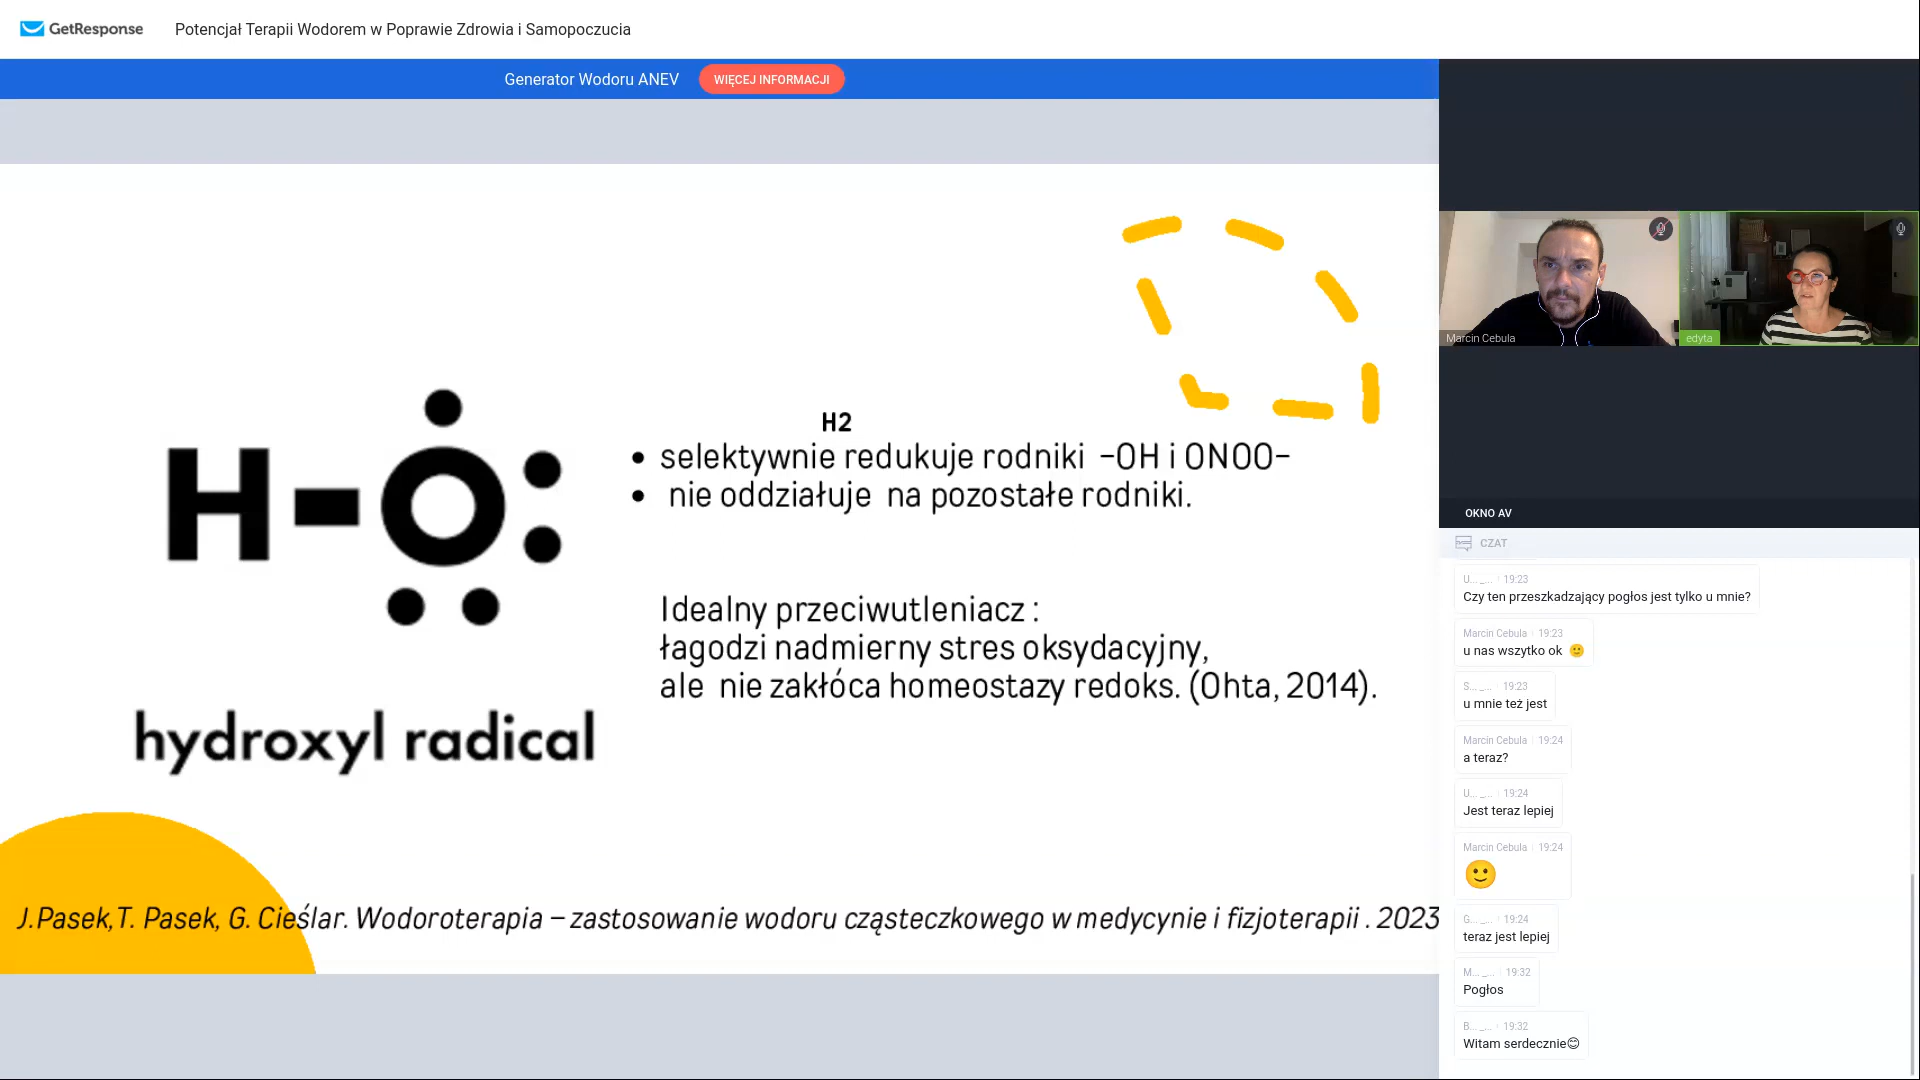 GetResponse
Potencjał Terapii Wodorem w Poprawie Zdrowia i Samopoczucia
Generator Wodoru ANEV
WIĘCEJ INFORMACJI
H-O:
hydroxyl radical
H2
• selektywnie redukuje rodniki -OH i ONOO-
• nie oddziałuje na pozostałe rodniki.
Idealny przeciwutleniacz :
łagodzi nadmierny stres oksydacyjny,
ale nie zakłóca homeostazy redoks. (Ohta, 2014).
J.Pasek,T. Pasek, G. Cieślar. Wodoroterapia – zastosowanie wodoru cząsteczkowego w medycynie i fizjoterapii . 2023
Marcin Cebula
edyta
OKNO AV
CZAT
U... _... 19:23
Czy ten przeszkadzający pogłos jest tylko u mnie?
Marcin Cebula 19:23
u nas wszytko ok 🙂
S... _... 19:23
u mnie też jest
Marcin Cebula 19:24
a teraz?
U... _... 19:24
Jest teraz lepiej
Marcin Cebula 19:24
🙂
G... _... 19:24
teraz jest lepiej
M... _... 19:32
Pogłos
B... _... 19:32
Witam serdecznie😊